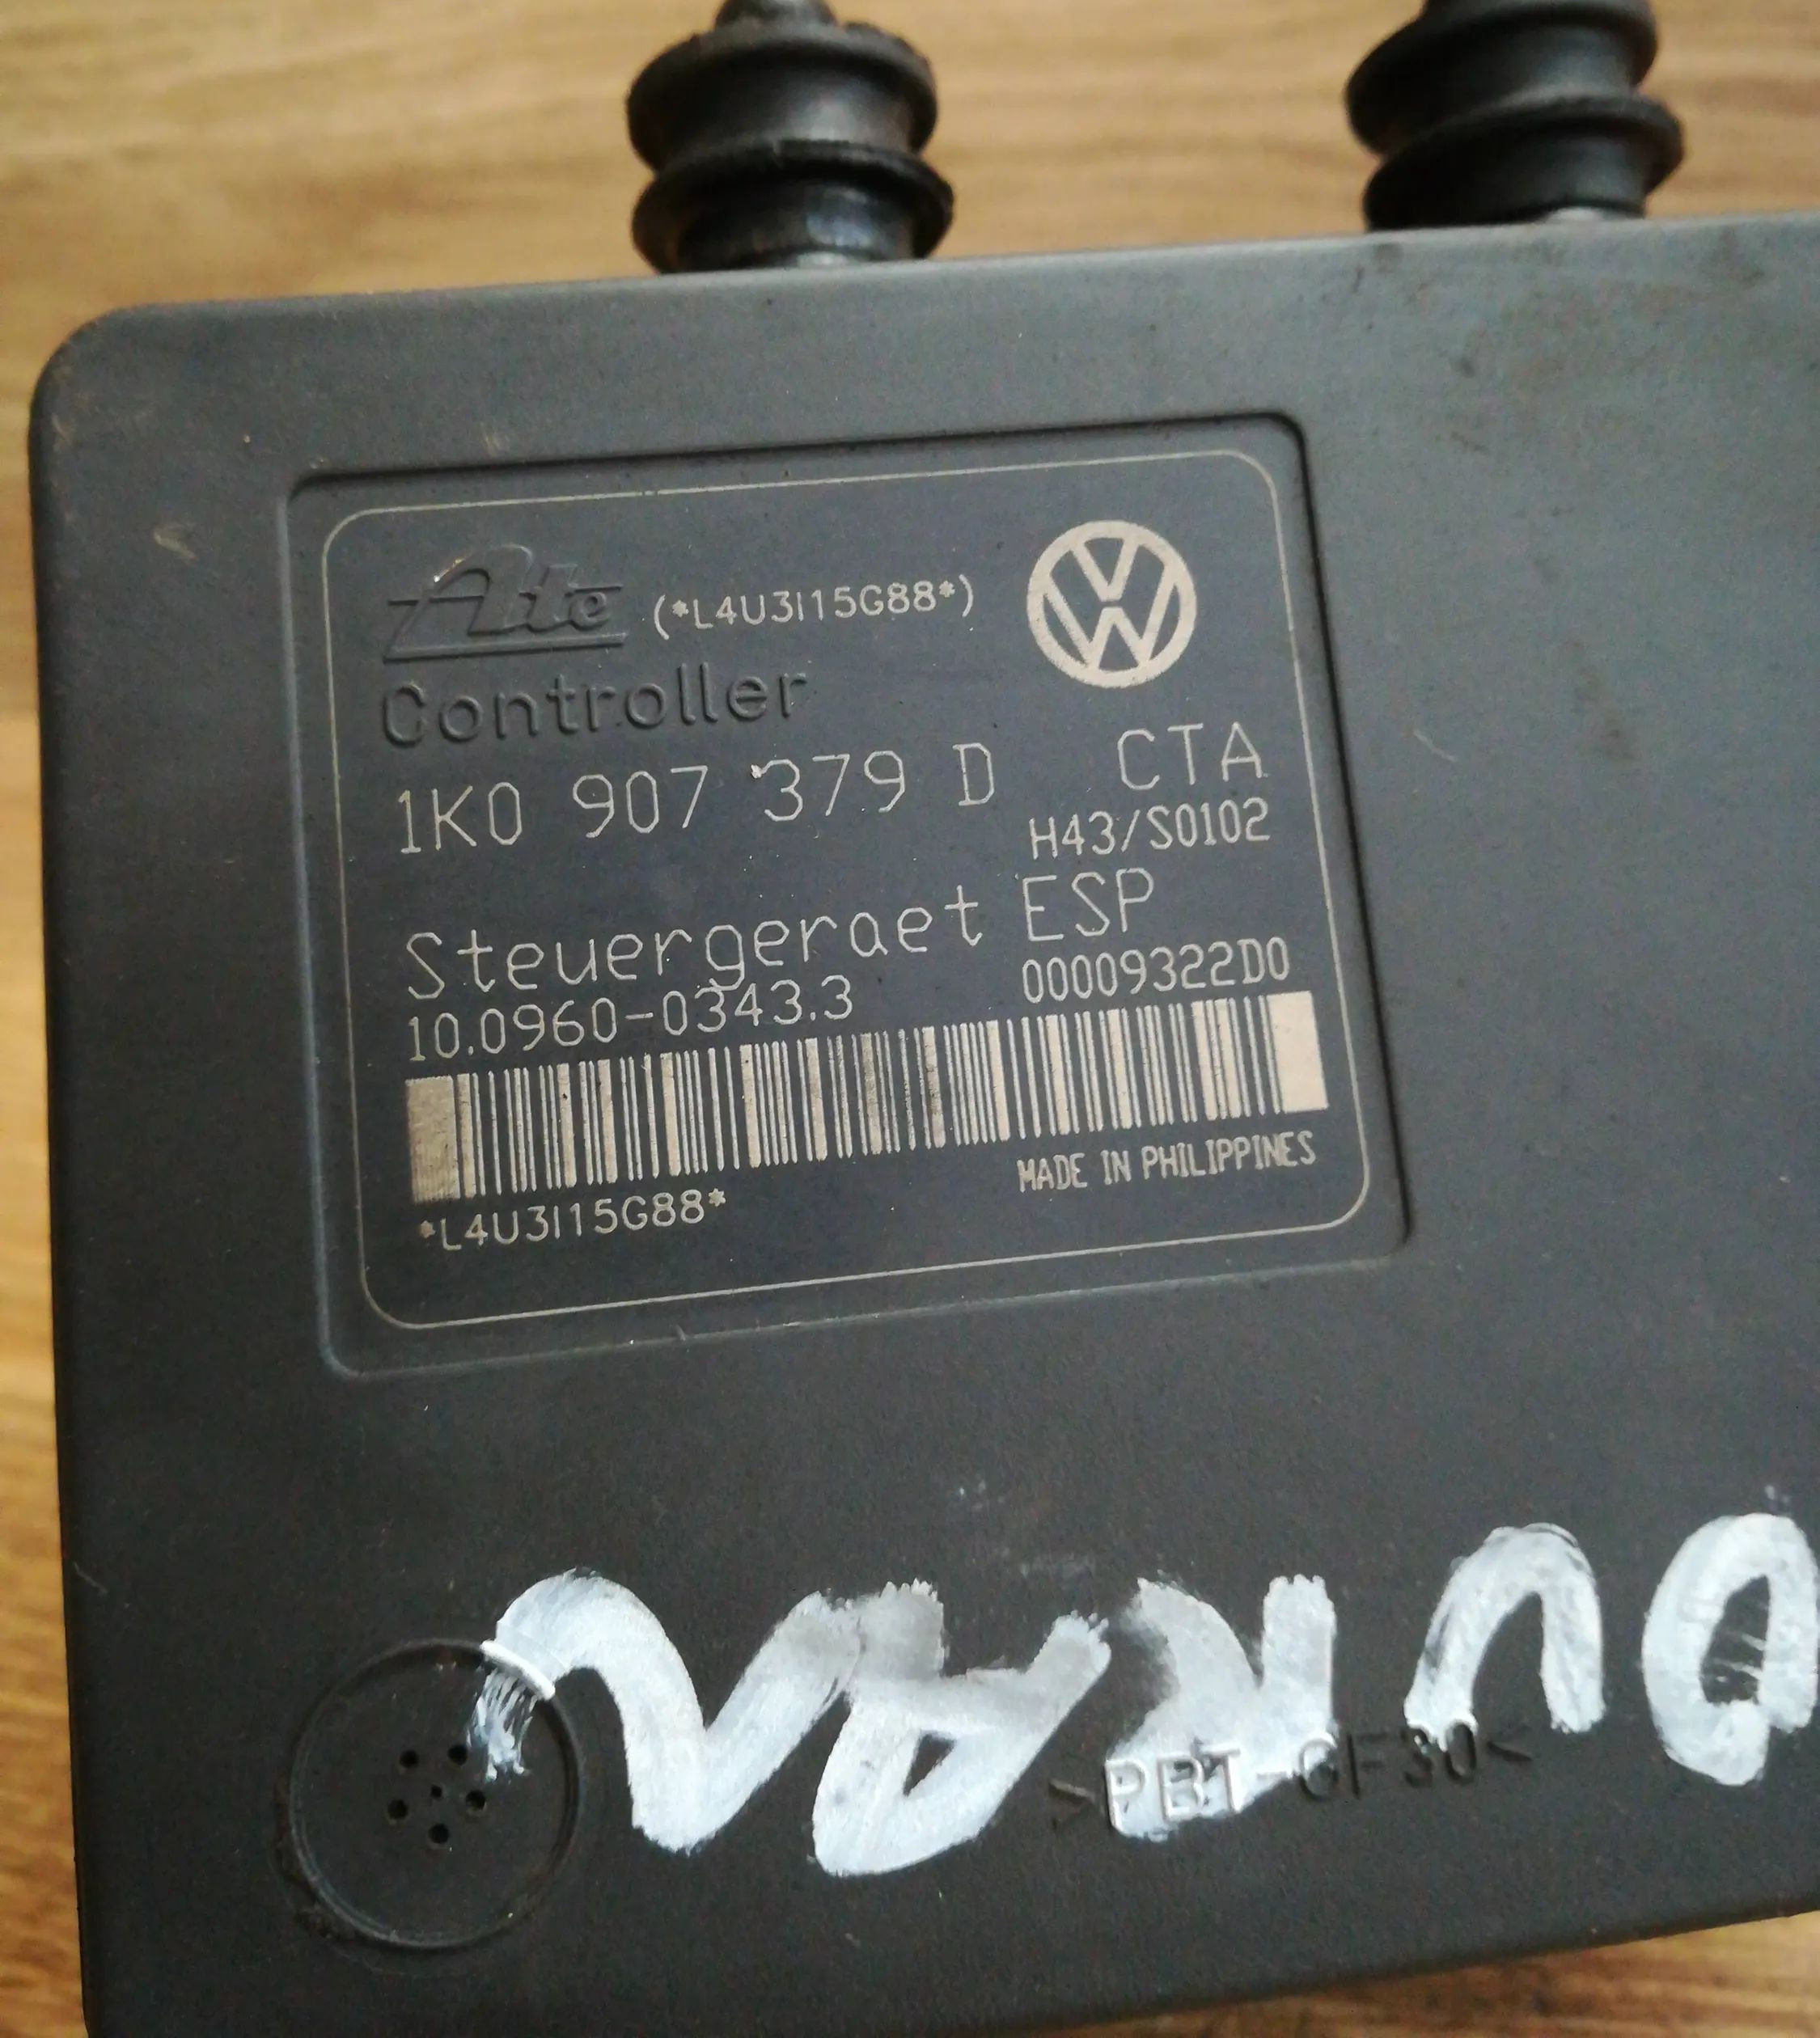 Ate (*L4U3I15G88*)
Controller
1K0 907 379 D CTA
H43/S0102
Steuergeraet ESP
10.0960-0343.3 00009322D0
MADE IN PHILIPPINES
*L4U3I15G88*
>PBT-GF30<